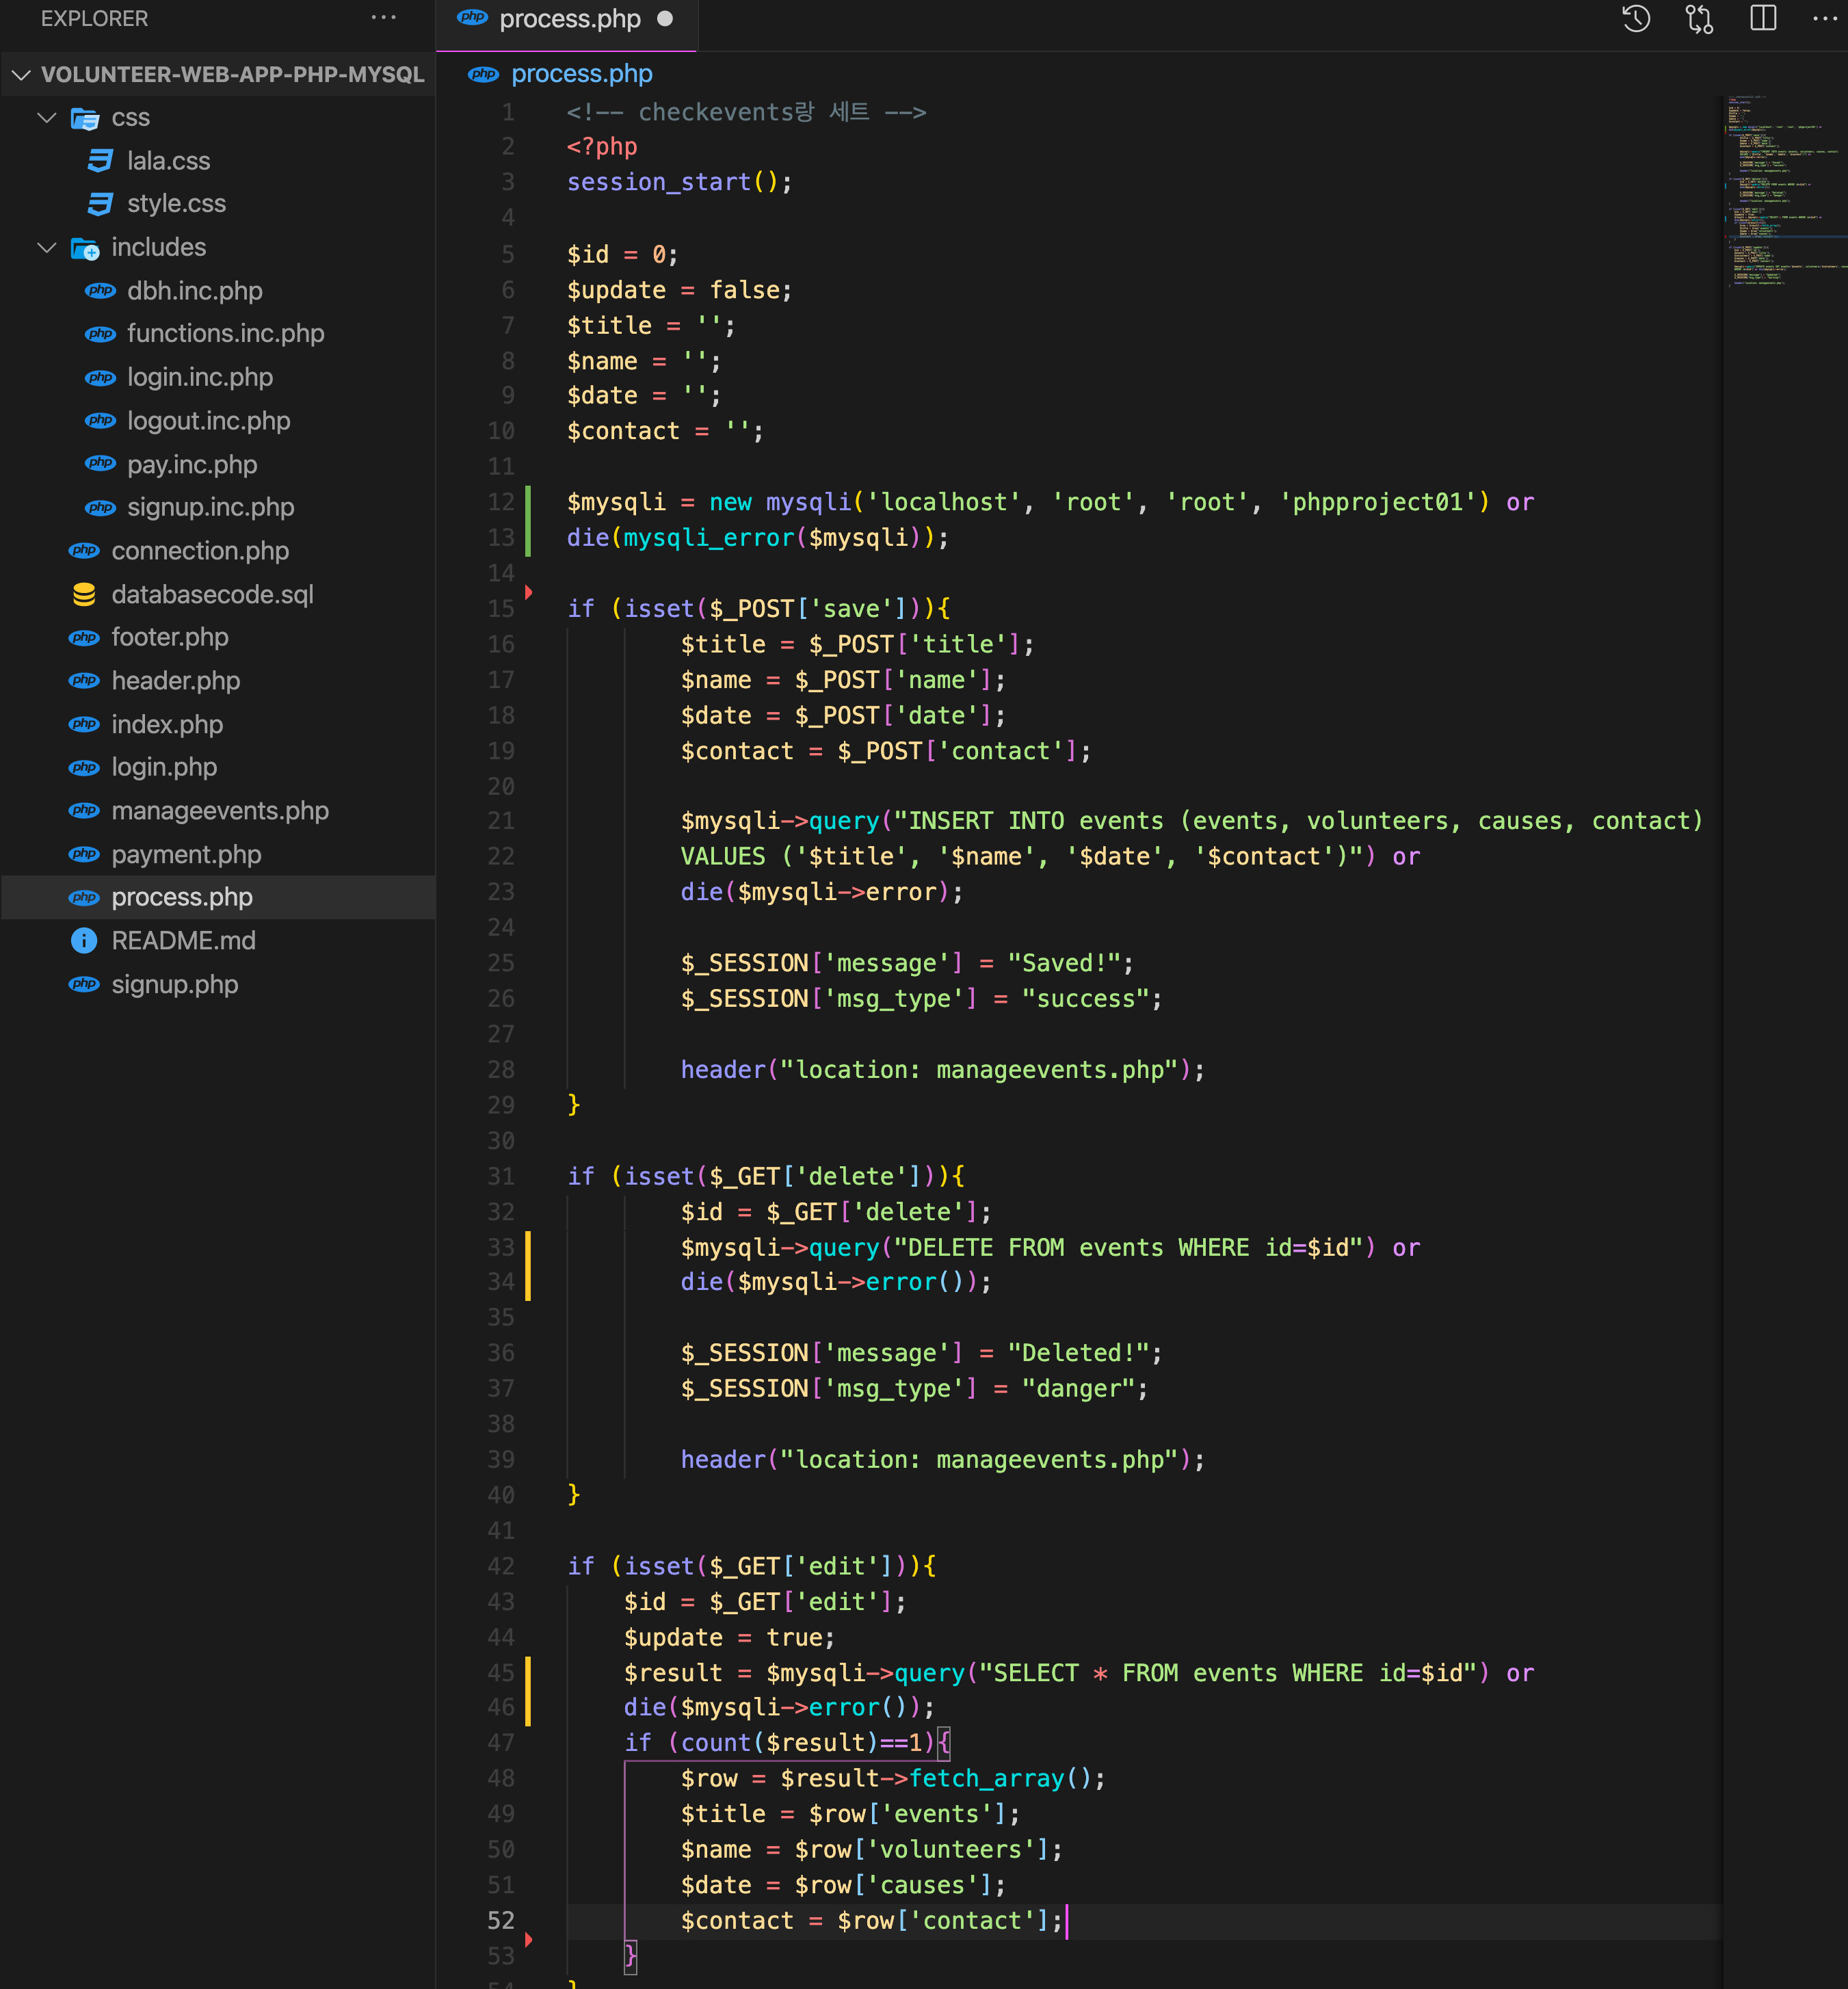 EXPLORER
VOLUNTEER-WEB-APP-PHP-MYSQL
css
lala.css
style.css
includes
dbh.inc.php
functions.inc.php
login.inc.php
logout.inc.php
pay.inc.php
signup.inc.php
connection.php
databasecode.sql
footer.php
header.php
index.php
login.php
manageevents.php
payment.php
process.php
README.md
signup.php
process.php
process.php
1 <!-- checkevents랑 세트 -->
2 <?php
3 session_start();
4
5 $id = 0;
6 $update = false;
7 $title = '';
8 $name = '';
9 $date = '';
10 $contact = '';
11
12 $mysqli = new mysqli('localhost', 'root', 'root', 'phpproject01') or
13 die(mysqli_error($mysqli));
14
15 if (isset($_POST['save'])){
16 $title = $_POST['title'];
17 $name = $_POST['name'];
18 $date = $_POST['date'];
19 $contact = $_POST['contact'];
20
21 $mysqli->query("INSERT INTO events (events, volunteers, causes, contact)
22 VALUES ('$title', '$name', '$date', '$contact')") or
23 die($mysqli->error);
24
25 $_SESSION['message'] = "Saved!";
26 $_SESSION['msg_type'] = "success";
27
28 header("location: manageevents.php");
29 }
30
31 if (isset($_GET['delete'])){
32 $id = $_GET['delete'];
33 $mysqli->query("DELETE FROM events WHERE id=$id") or
34 die($mysqli->error());
35
36 $_SESSION['message'] = "Deleted!";
37 $_SESSION['msg_type'] = "danger";
38
39 header("location: manageevents.php");
40 }
41
42 if (isset($_GET['edit'])){
43 $id = $_GET['edit'];
44 $update = true;
45 $result = $mysqli->query("SELECT * FROM events WHERE id=$id") or
46 die($mysqli->error());
47 if (count($result)==1){
48 $row = $result->fetch_array();
49 $title = $row['events'];
50 $name = $row['volunteers'];
51 $date = $row['causes'];
52 $contact = $row['contact'];
53 }